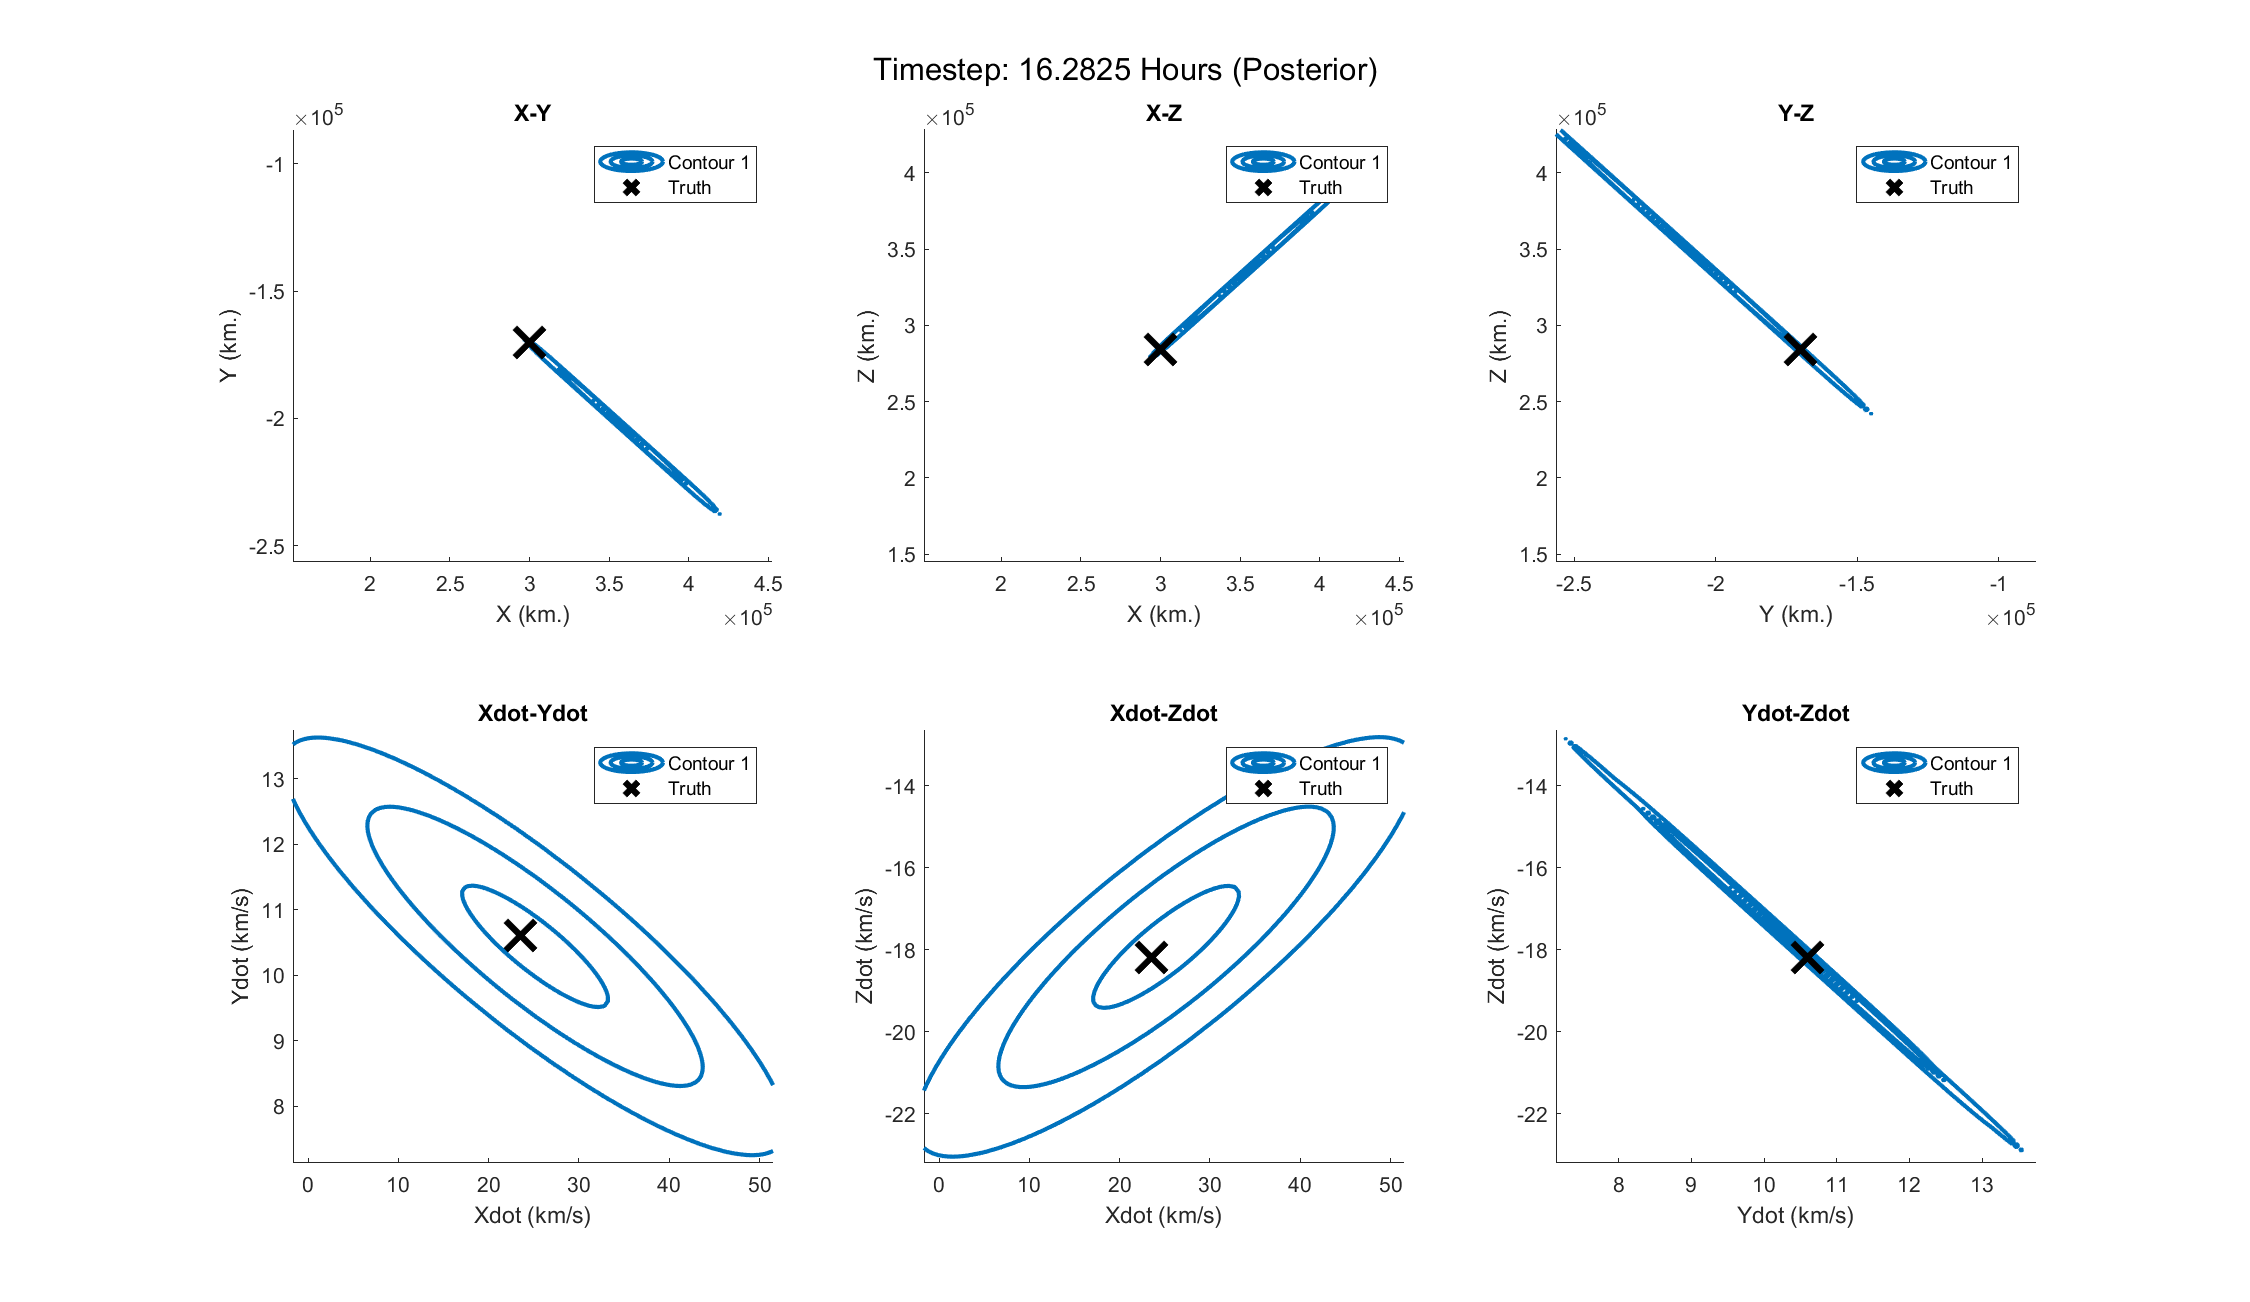 Timestep: 16.2825 Hours (Posterior)
X-Y
×10^5
-1
-1.5
-2
-2.5
2 2.5 3 3.5 4 4.5
×10^5
X (km.)
Y (km.)
Contour 1
Truth
X-Z
×10^5
4
3.5
3
2.5
2
1.5
2 2.5 3 3.5 4 4.5
×10^5
X (km.)
Z (km.)
Contour 1
Truth
Y-Z
×10^5
4
3.5
3
2.5
2
1.5
-2.5 -2 -1.5 -1
×10^5
Y (km.)
Z (km.)
Contour 1
Truth
Xdot-Ydot
13
12
11
10
9
8
0 10 20 30 40 50
Xdot (km/s)
Ydot (km/s)
Contour 1
Truth
Xdot-Zdot
-14
-16
-18
-20
-22
0 10 20 30 40 50
Xdot (km/s)
Zdot (km/s)
Contour 1
Truth
Ydot-Zdot
-14
-16
-18
-20
-22
8 9 10 11 12 13
Ydot (km/s)
Zdot (km/s)
Contour 1
Truth